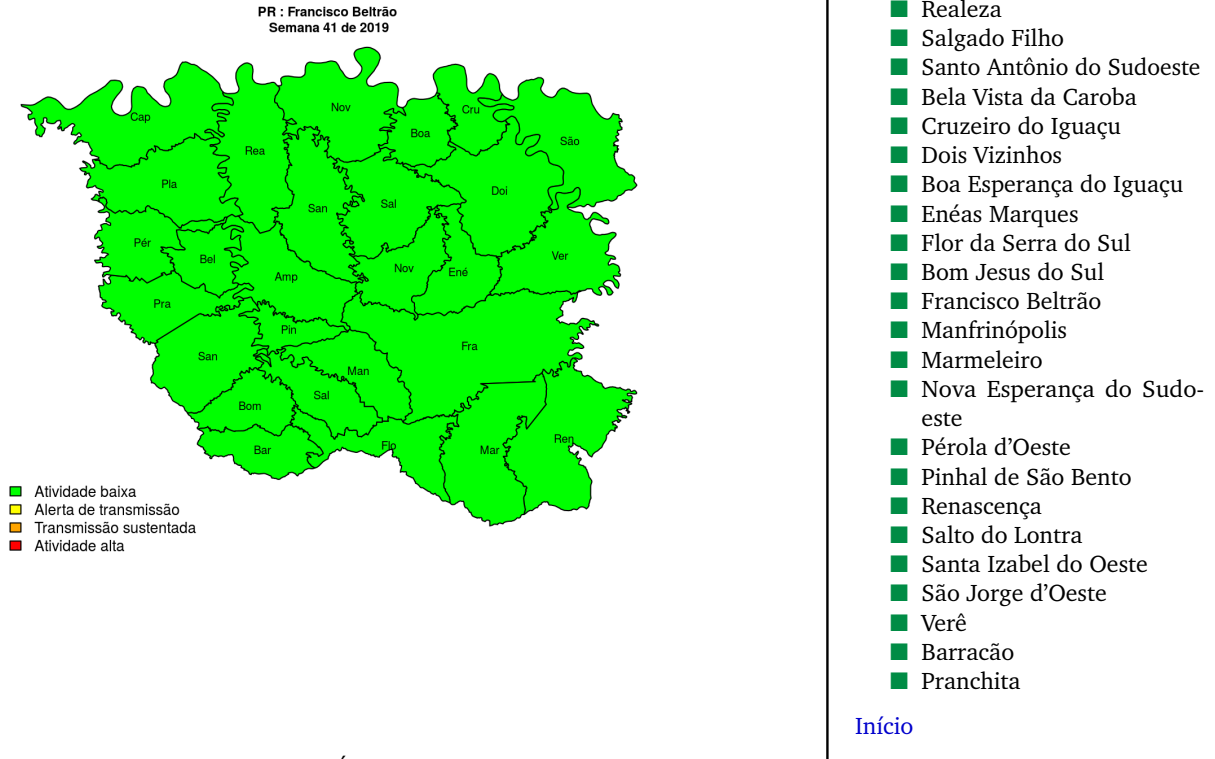 PR : Francisco Beltrão
Semana 41 de 2019
Nov
Cap
Cru
Boa
São
Rea
Pla
Doi
San
Sal
Pér
Bel
Ver
Nov
Ené
Amp
Pra
Pin
Fra
San
Man
Sal
Bom
Ren
Flo
Bar
Mar
Atividade baixa
Alerta de transmissão
Transmissão sustentada
Atividade alta
Realeza
Salgado Filho
Santo Antônio do Sudoeste
Bela Vista da Caroba
Cruzeiro do Iguaçu
Dois Vizinhos
Boa Esperança do Iguaçu
Enéas Marques
Flor da Serra do Sul
Bom Jesus do Sul
Francisco Beltrão
Manfrinópolis
Marmeleiro
Nova Esperança do Sudo-
este
Pérola d'Oeste
Pinhal de São Bento
Renascença
Salto do Lontra
Santa Izabel do Oeste
São Jorge d'Oeste
Verê
Barracão
Pranchita
Início